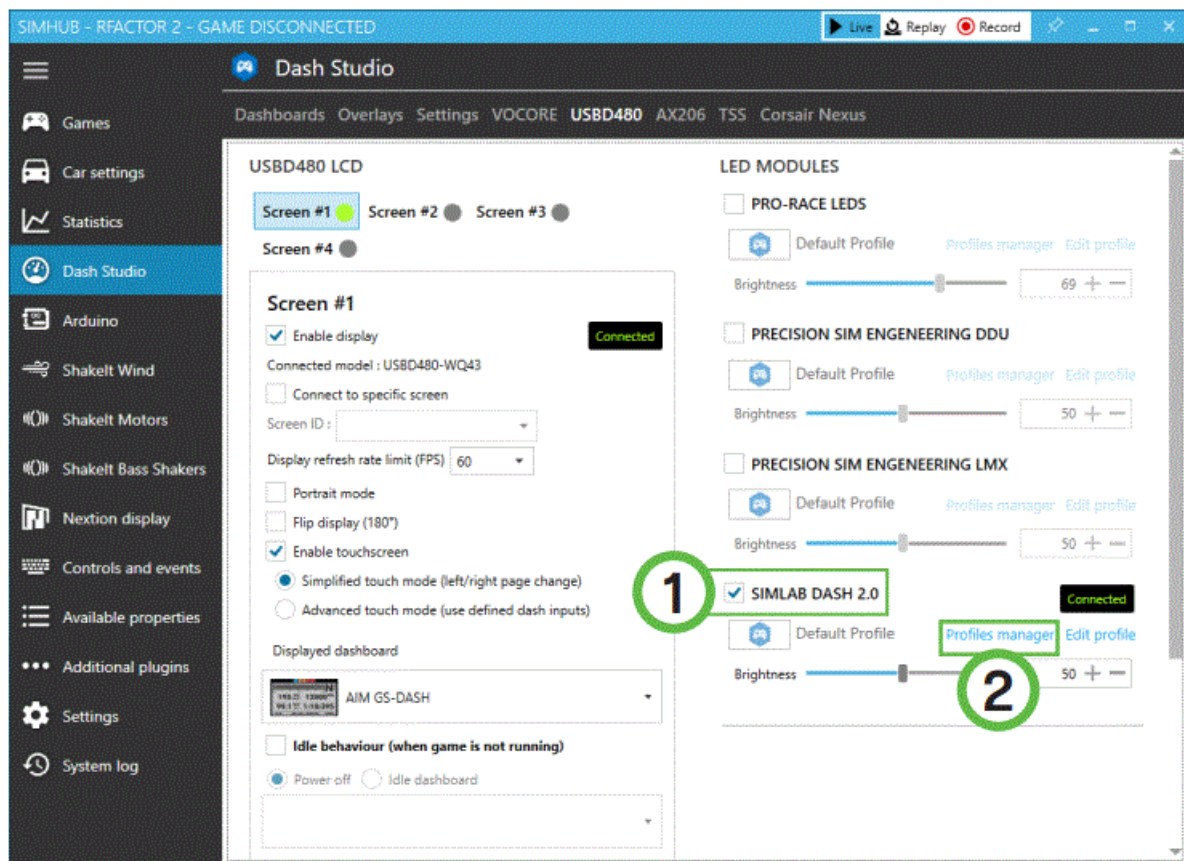 SIMHUB - RFACTOR 2 - GAME DISCONNECTED
Live Replay Record
Dash Studio
Dashboards Overlays Settings VOCORE USBD480 AX206 TSS Corsair Nexus
Games
Car settings
Statistics
Dash Studio
Arduino
ShakeIt Wind
ShakeIt Motors
ShakeIt Bass Shakers
Nextion display
Controls and events
Available properties
Additional plugins
Settings
System log
USBD480 LCD
Screen #1 Screen #2 Screen #3
Screen #4
Screen #1
Enable display Connected
Connected model : USBD480-WQ43
Connect to specific screen
Screen ID :
Display refresh rate limit (FPS) 60
Portrait mode
Flip display (180°)
Enable touchscreen
Simplified touch mode (left/right page change)
Advanced touch mode (use defined dash inputs)
Displayed dashboard
AIM GS-DASH
Idle behaviour (when game is not running)
Power off Idle dashboard
LED MODULES
PRO-RACE LEDS
Default Profile Profiles manager Edit profile
Brightness 69
PRECISION SIM ENGENEERING DDU
Default Profile Profiles manager Edit profile
Brightness 50
PRECISION SIM ENGENEERING LMX
Default Profile Profiles manager Edit profile
Brightness 50
1 SIMLAB DASH 2.0 Connected
Default Profile Profiles manager Edit profile
Brightness 2 50